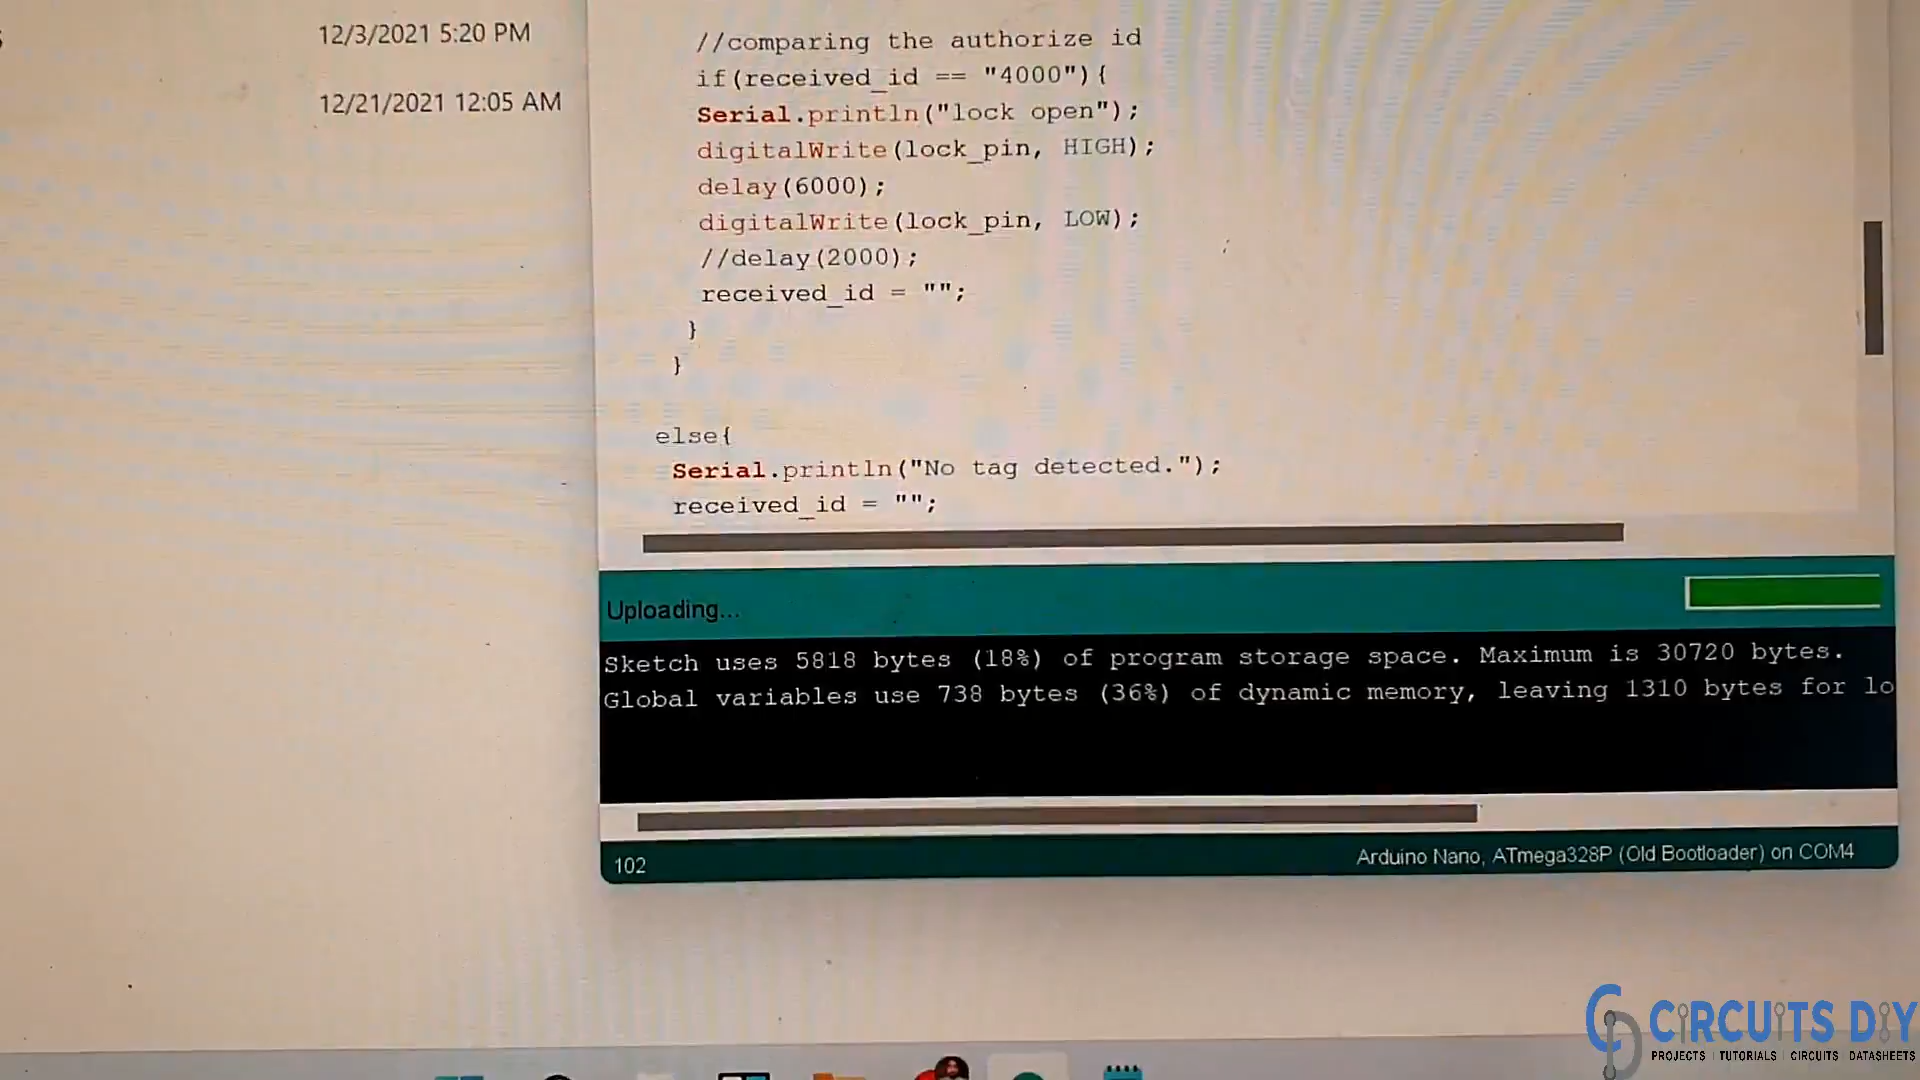 12/3/2021 5:20 PM
12/21/2021 12:05 AM
//comparing the authorize id
if(received_id == "4000"){
Serial.println("lock open");
digitalWrite(lock_pin, HIGH);
delay(6000);
digitalWrite(lock_pin, LOW);
//delay(2000);
received_id = "";
}
}
else{
Serial.println("No tag detected.");
received_id = "";
Uploading...
Sketch uses 5818 bytes (18%) of program storage space. Maximum is 30720 bytes.
Global variables use 738 bytes (36%) of dynamic memory, leaving 1310 bytes for lo
102
Arduino Nano, ATmega328P (Old Bootloader) on COM4
CIRCUITS DIY
PROJECTS TUTORIALS CIRCUITS DATASHEETS